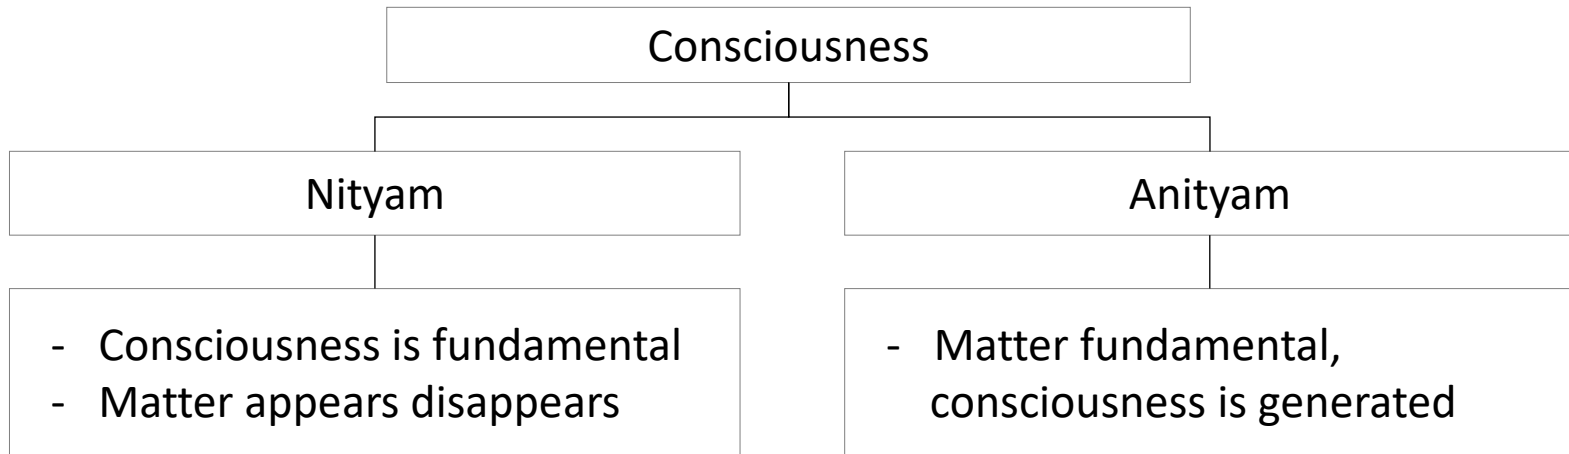 Consciousness
Nityam
Anityam
- Consciousness is fundamental
- Matter appears disappears
- Matter fundamental,
consciousness is generated